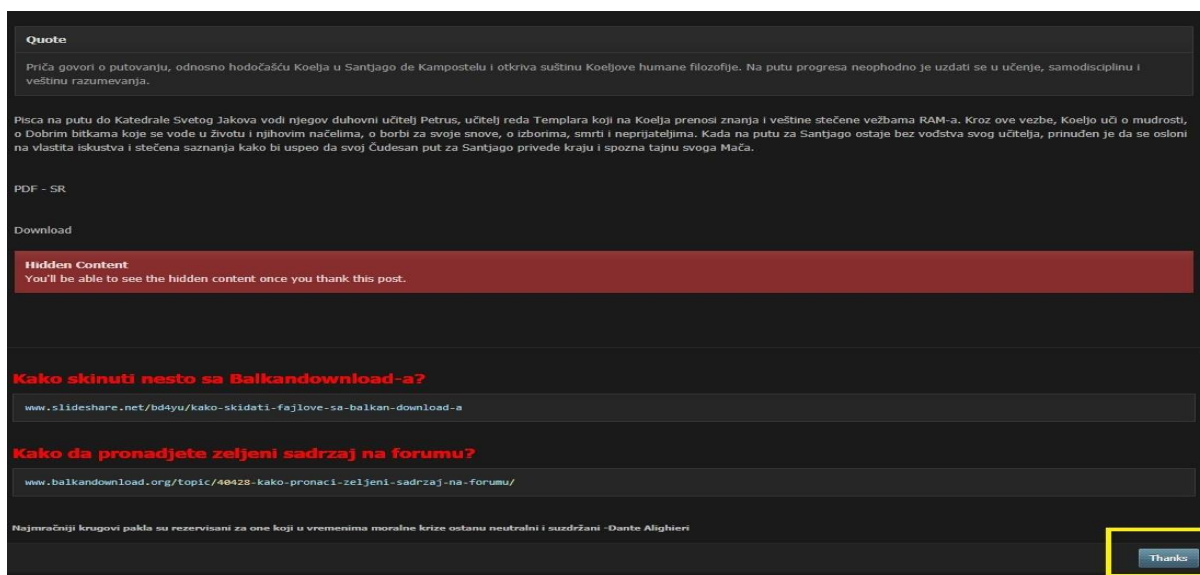 Quote
Priča govori o putovanju, odnosno hodočašću Koelja u Santjago de Kampostelu i otkriva suštinu Koeljove humane filozofije. Na putu progresa neophodno je uzdati se u učenje, samodisciplinu i
veštinu razumevanja.
Pisca na putu do Katedrale Svetog Jakova vodi njegov duhovni učitelj Petrus, učitelj reda Templara koji na Koelja prenosi znanja i veštine stečene vežbama RAM-a. Kroz ove vezbe, Koeljo uči o mudrosti,
o Dobrim bitkama koje se vode u životu i njihovim načelima, o borbi za svoje snove, o izborima, smrti i neprijateljima. Kada na putu za Santjago ostaje bez vođstva svog učitelja, prinuđen je da se osloni
na vlastita iskustva i stečena saznanja kako bi uspeo da svoj Čudesan put za Santjago privede kraju i spozna tajnu svoga Mača.
PDF - SR
Download
Hidden Content
You'll be able to see the hidden content once you thank this post.
Kako skinuti nesto sa Balkandownload-a?
www.slideshare.net/bd4yu/kako-skidati-fajlove-sa-balkan-download-a
Kako da pronadjete zeljeni sadrzaj na forumu?
www.balkandownload.org/topic/40428-kako-pronaci-zeljeni-sadrzaj-na-forumu/
Najmračniji krugovi pakla su rezervisani za one koji u vremenima moralne krize ostanu neutralni i suzdržani -Dante Alighieri
Thanks